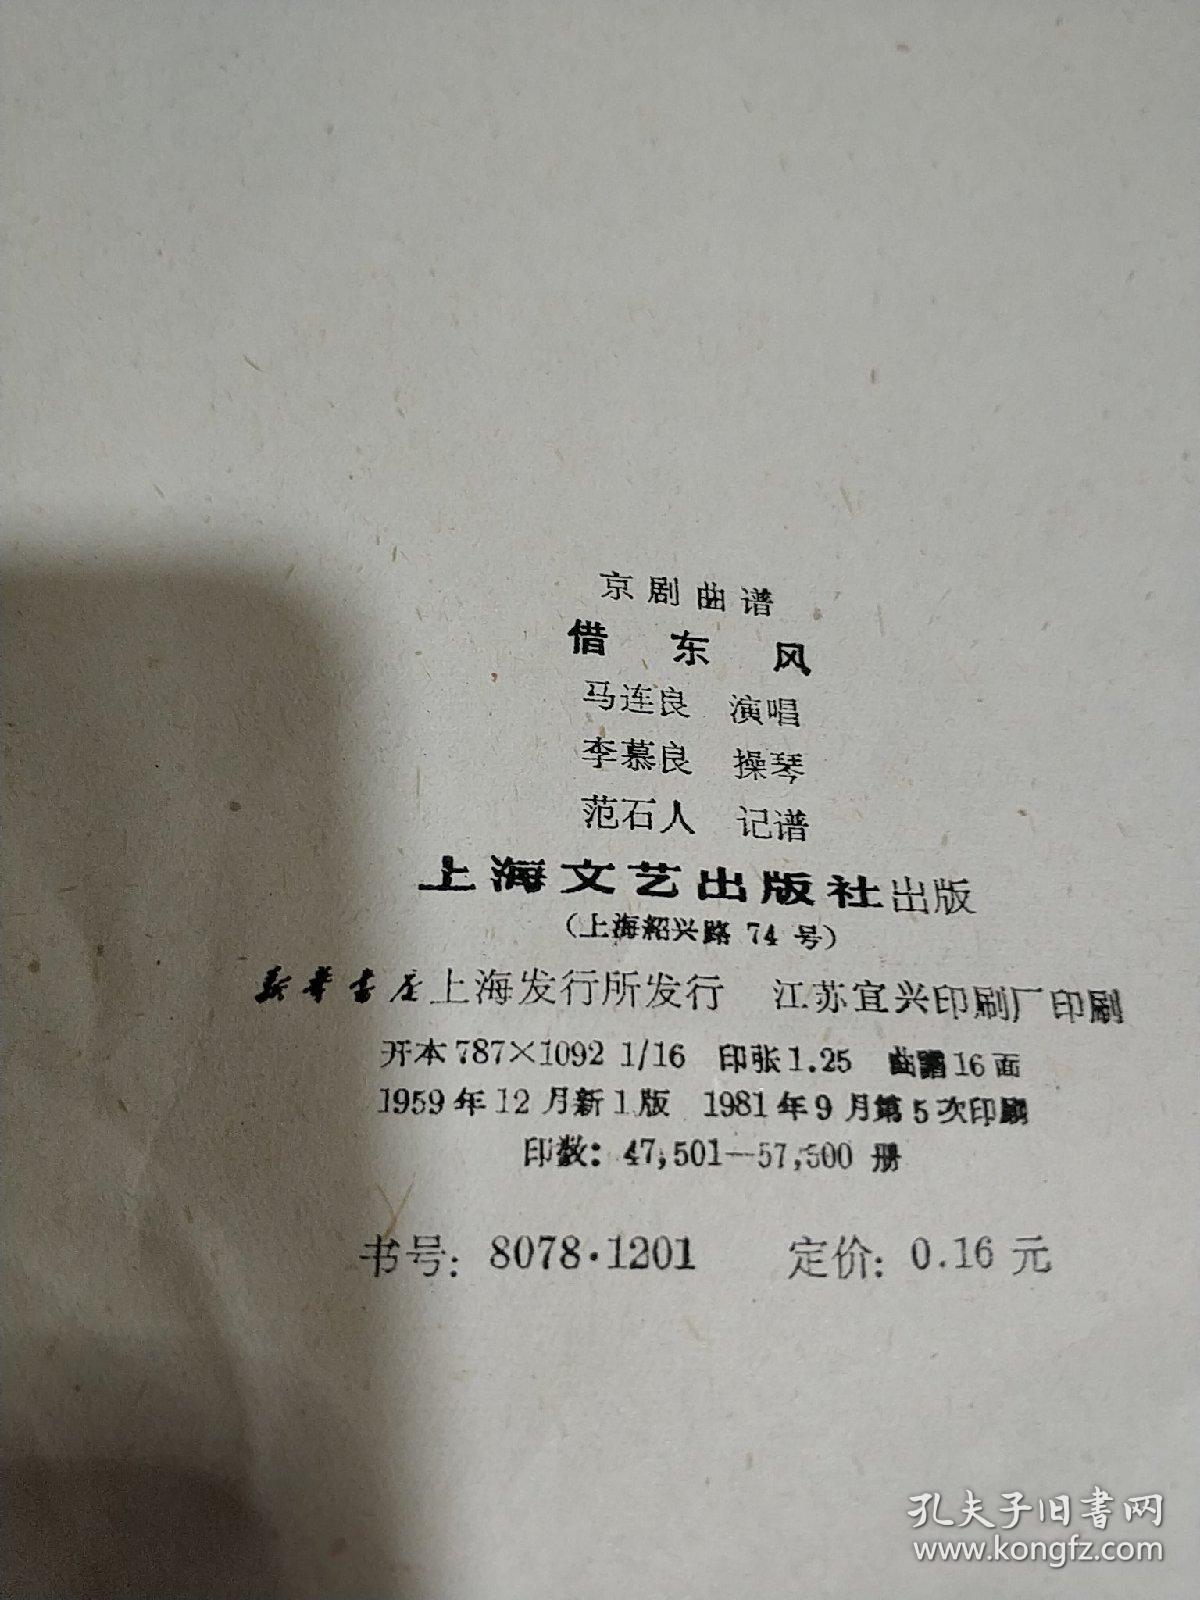 京剧曲谱
借东风
马连良 演唱
李慕良 操琴
范石人 记谱
上海文艺出版社出版
(上海紹兴路 74 号)
新华书店上海发行所发行 江苏宜兴印刷厂印刷
开本 787×1092 1/16 印张 1.25 曲谱 16 面
1959 年 12 月新 1 版 1981 年 9 月第 5 次印刷
印数: 47,501—57,500 册
书号: 8078·1201 定价: 0.16 元
孔夫子旧书网
www.kongfz.com